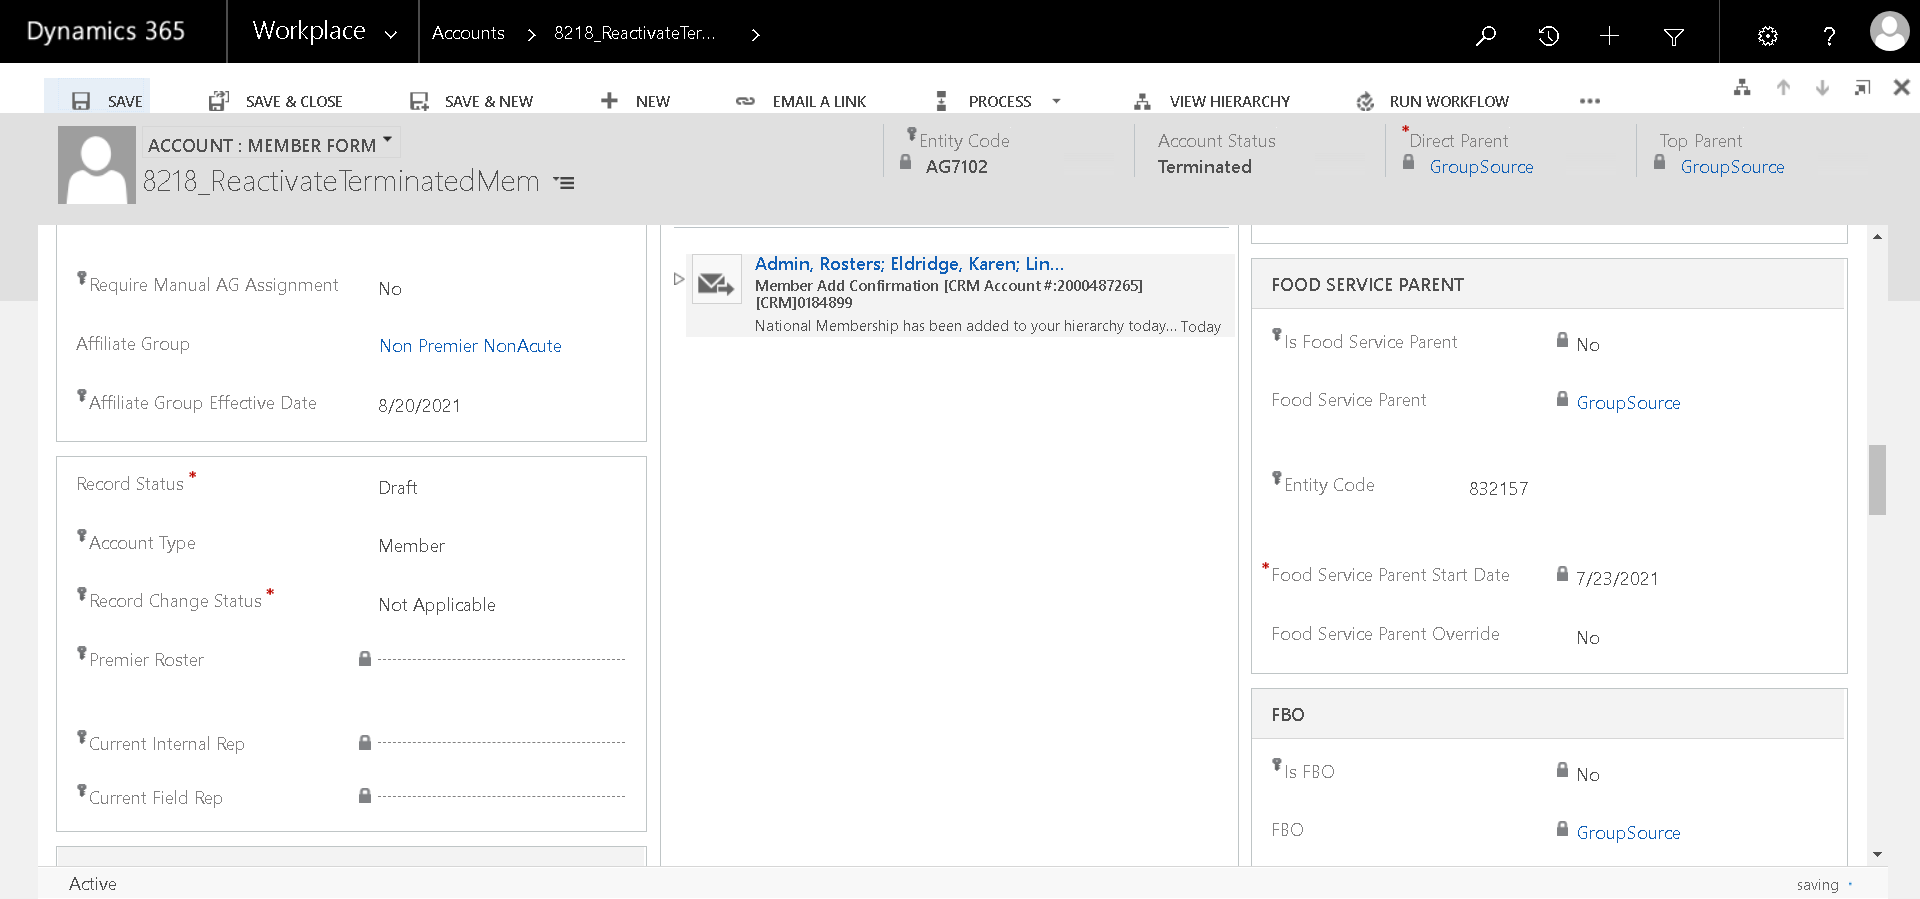 Dynamics 365 Workplace Accounts 8218_ReactivateTer... ?
SAVE SAVE & CLOSE SAVE & NEW NEW EMAIL A LINK PROCESS VIEW HIERARCHY RUN WORKFLOW
ACCOUNT : MEMBER FORM
8218_ReactivateTerminatedMem
Entity Code
AG7102
Account Status
Terminated
*Direct Parent
GroupSource
Top Parent
GroupSource
Require Manual AG Assignment No
Affiliate Group Non Premier NonAcute
Affiliate Group Effective Date 8/20/2021
Record Status * Draft
Account Type Member
Record Change Status * Not Applicable
Premier Roster
Current Internal Rep
Current Field Rep
Admin, Rosters; Eldridge, Karen; Lin...
Member Add Confirmation [CRM Account #:2000487265]
[CRM]0184899
National Membership has been added to your hierarchy today... Today
FOOD SERVICE PARENT
Is Food Service Parent No
Food Service Parent GroupSource
Entity Code 832157
*Food Service Parent Start Date 7/23/2021
Food Service Parent Override No
FBO
Is FBO No
FBO GroupSource
Active
saving